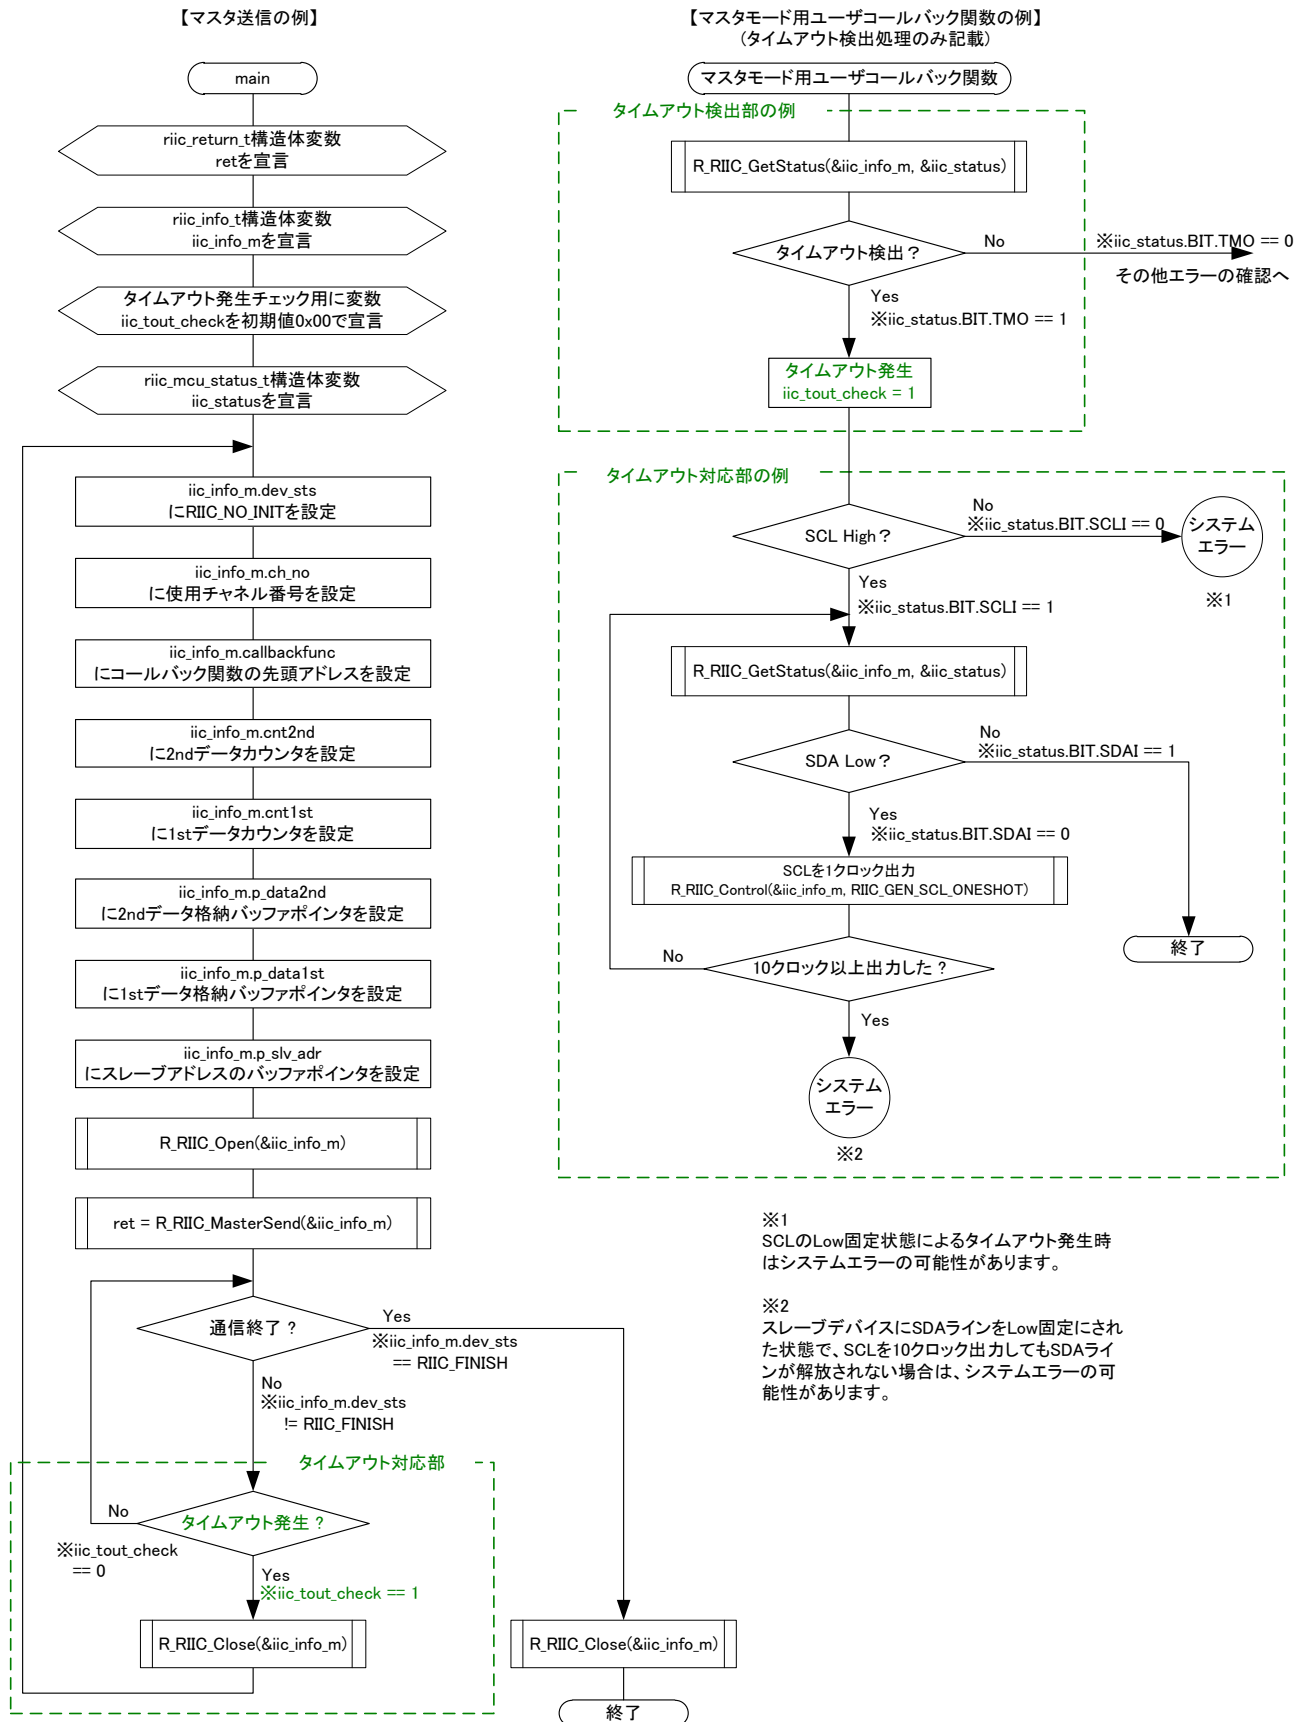 【マスタ送信の例】
main
riic_return_t構造体変数
retを宣言
riic_info_t構造体変数
iic_info_mを宣言
タイムアウト発生チェック用に変数
iic_tout_checkを初期値0x00で宣言
riic_mcu_status_t構造体変数
iic_statusを宣言
iic_info_m.dev_sts
にRIIC_NO_INITを設定
iic_info_m.ch_no
に使用チャネル番号を設定
iic_info_m.callbackfunc
にコールバック関数の先頭アドレスを設定
iic_info_m.cnt2nd
に2ndデータカウンタを設定
iic_info_m.cnt1st
に1stデータカウンタを設定
iic_info_m.p_data2nd
に2ndデータ格納バッファポインタを設定
iic_info_m.p_data1st
に1stデータ格納バッファポインタを設定
iic_info_m.p_slv_adr
にスレーブアドレスのバッファポインタを設定
R_RIIC_Open(&iic_info_m)
ret = R_RIIC_MasterSend(&iic_info_m)
通信終了？
Yes
※iic_info_m.dev_sts
== RIIC_FINISH
No
※iic_info_m.dev_sts
!= RIIC_FINISH
タイムアウト対応部
タイムアウト発生？
No
※iic_tout_check
== 0
Yes
※iic_tout_check == 1
R_RIIC_Close(&iic_info_m)
R_RIIC_Close(&iic_info_m)
終了
【マスタモード用ユーザコールバック関数の例】
（タイムアウト検出処理のみ記載）
マスタモード用ユーザコールバック関数
タイムアウト検出部の例
R_RIIC_GetStatus(&iic_info_m, &iic_status)
タイムアウト検出？
No
※iic_status.BIT.TMO == 0
その他エラーの確認へ
Yes
※iic_status.BIT.TMO == 1
タイムアウト発生
iic_tout_check = 1
タイムアウト対応部の例
SCL High？
No
※iic_status.BIT.SCLI == 0
システム
エラー
※1
Yes
※iic_status.BIT.SCLI == 1
R_RIIC_GetStatus(&iic_info_m, &iic_status)
SDA Low？
No
※iic_status.BIT.SDAI == 1
Yes
※iic_status.BIT.SDAI == 0
SCLを1クロック出力
R_RIIC_Control(&iic_info_m, RIIC_GEN_SCL_ONESHOT)
終了
10クロック以上出力した？
No
Yes
システム
エラー
※2
※1
SCLのLow固定状態によるタイムアウト発生時
はシステムエラーの可能性があります。
※2
スレーブデバイスにSDAラインをLow固定にされ
た状態で、SCLを10クロック出力してもSDAライ
ンが解放されない場合は、システムエラーの可
能性があります。